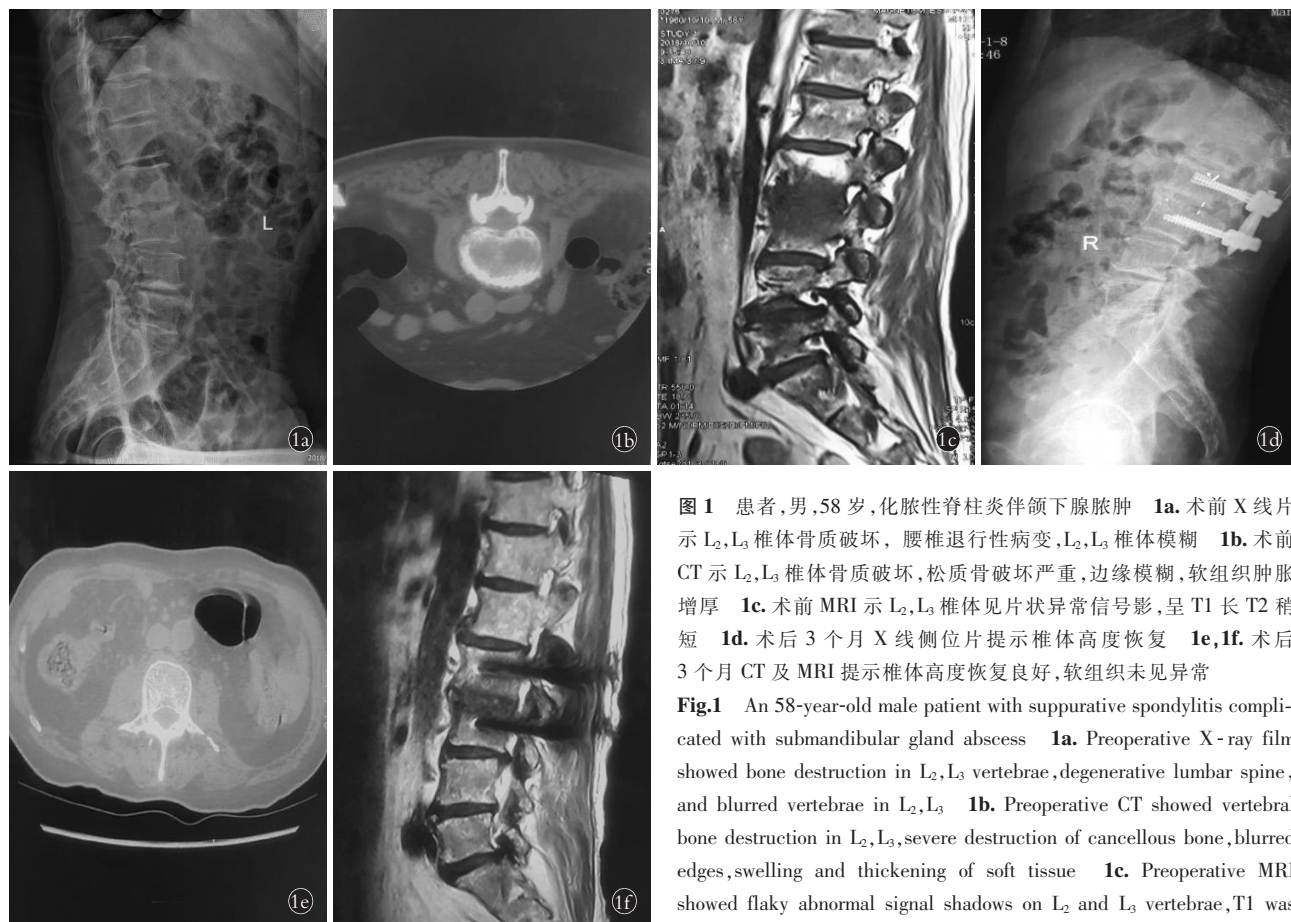 L
1a
1b
STUDY 1
1c
-1-8
:46
R
1d
1e
1f
图 1 患者,男,58 岁,化脓性脊柱炎伴颌下腺脓肿 1a. 术前 X 线片
示 L₂,L₃ 椎体骨质破坏, 腰椎退行性病变,L₂,L₃ 椎体模糊 1b. 术前
CT 示 L₂,L₃ 椎体骨质破坏,松质骨破坏严重,边缘模糊,软组织肿胀
增厚 1c. 术前 MRI 示 L₂,L₃ 椎体见片状异常信号影,呈 T1 长 T2 稍
短 1d. 术后 3 个月 X 线侧位片提示椎体高度恢复 1e,1f. 术后
3 个月 CT 及 MRI 提示椎体高度恢复良好,软组织未见异常
Fig.1 An 58-year-old male patient with suppurative spondylitis compli-
cated with submandibular gland abscess 1a. Preoperative X-ray film
showed bone destruction in L₂,L₃ vertebrae,degenerative lumbar spine,
and blurred vertebrae in L₂,L₃ 1b. Preoperative CT showed vertebral
bone destruction in L₂,L₃,severe destruction of cancellous bone,blurred
edges,swelling and thickening of soft tissue 1c. Preoperative MRI
showed flaky abnormal signal shadows on L₂ and L₃ vertebrae,T1 was